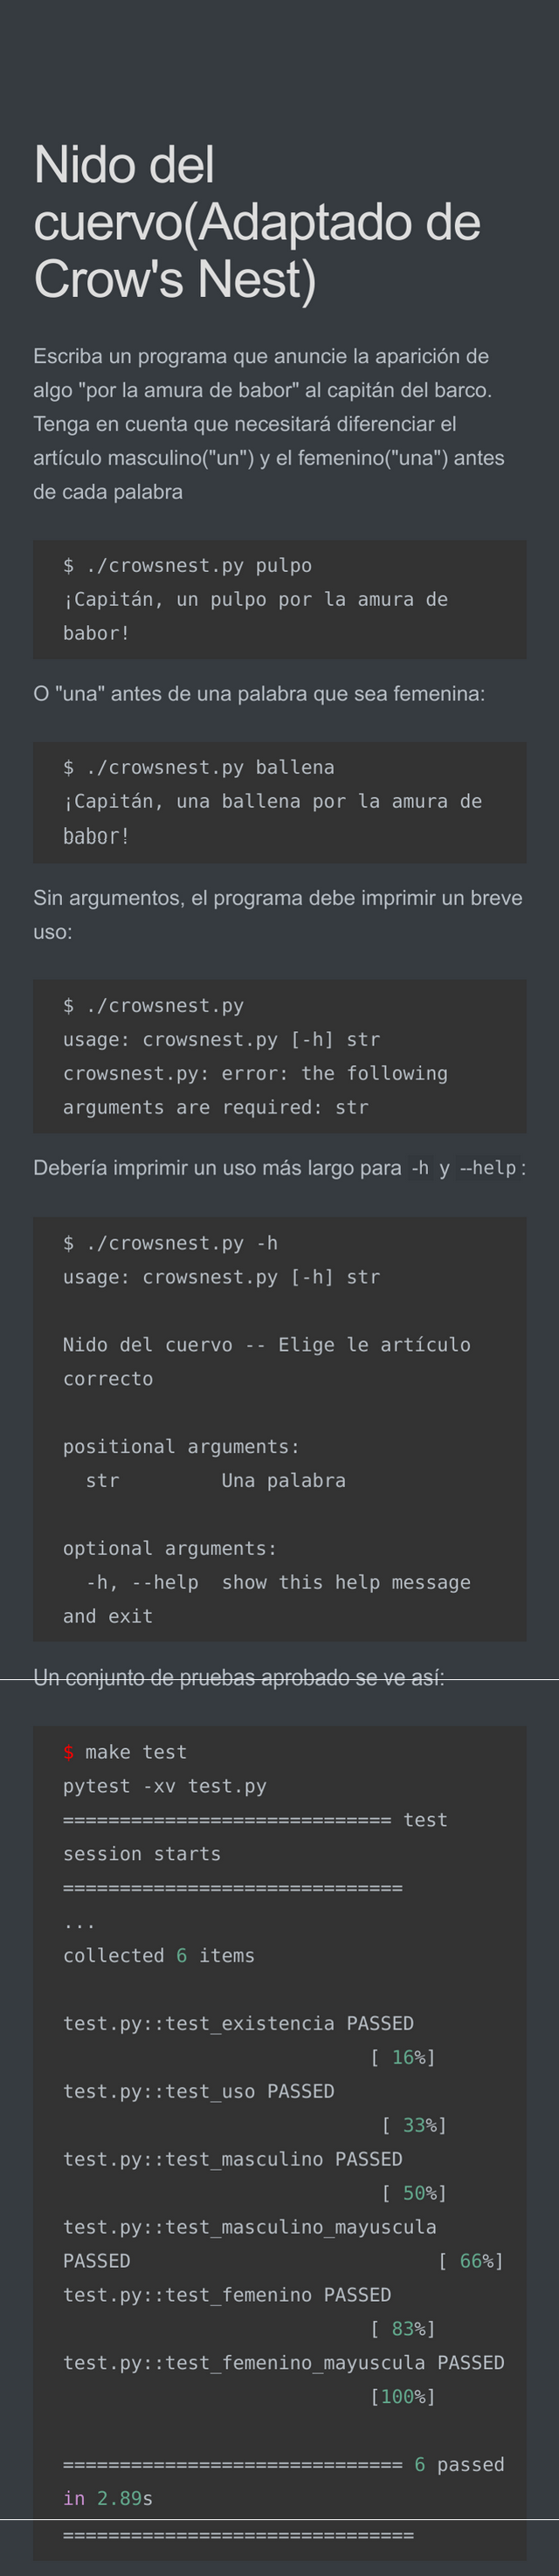 Nido del
cuervo(Adaptado de
Crow's Nest)
Escriba un programa que anuncie la aparición de
algo "por la amura de babor" al capitán del barco.
Tenga en cuenta que necesitará diferenciar el
artículo masculino("un") y el femenino("una") antes
de cada palabra
$ ./crowsnest.py pulpo
¡Capitán, un pulpo por la amura de
babor!
O "una" antes de una palabra que sea femenina:
$ ./crowsnest.py ballena
¡Capitán, una ballena por la amura de
babor!
Sin argumentos, el programa debe imprimir un breve
uso:
$ ./crowsnest.py
usage: crowsnest.py [-h] str
crowsnest.py: error: the following
arguments are required: str
Debería imprimir un uso más largo para -h y --help:
$ ./crowsnest.py -h
usage: crowsnest.py [-h] str
Nido del cuervo -- Elige le artículo
correcto
positional arguments:
  str         Una palabra
optional arguments:
  -h, --help  show this help message
and exit
Un conjunto de pruebas aprobado se ve así:
$ make test
pytest -xv test.py
============================= test
session starts
==============================
...
collected 6 items
test.py::test_existencia PASSED
[ 16%]
test.py::test_uso PASSED
[ 33%]
test.py::test_masculino PASSED
[ 50%]
test.py::test_masculino_mayuscula
PASSED                           [ 66%]
test.py::test_femenino PASSED
[ 83%]
test.py::test_femenino_mayuscula PASSED
[100%]
============================== 6 passed
in 2.89s
===============================